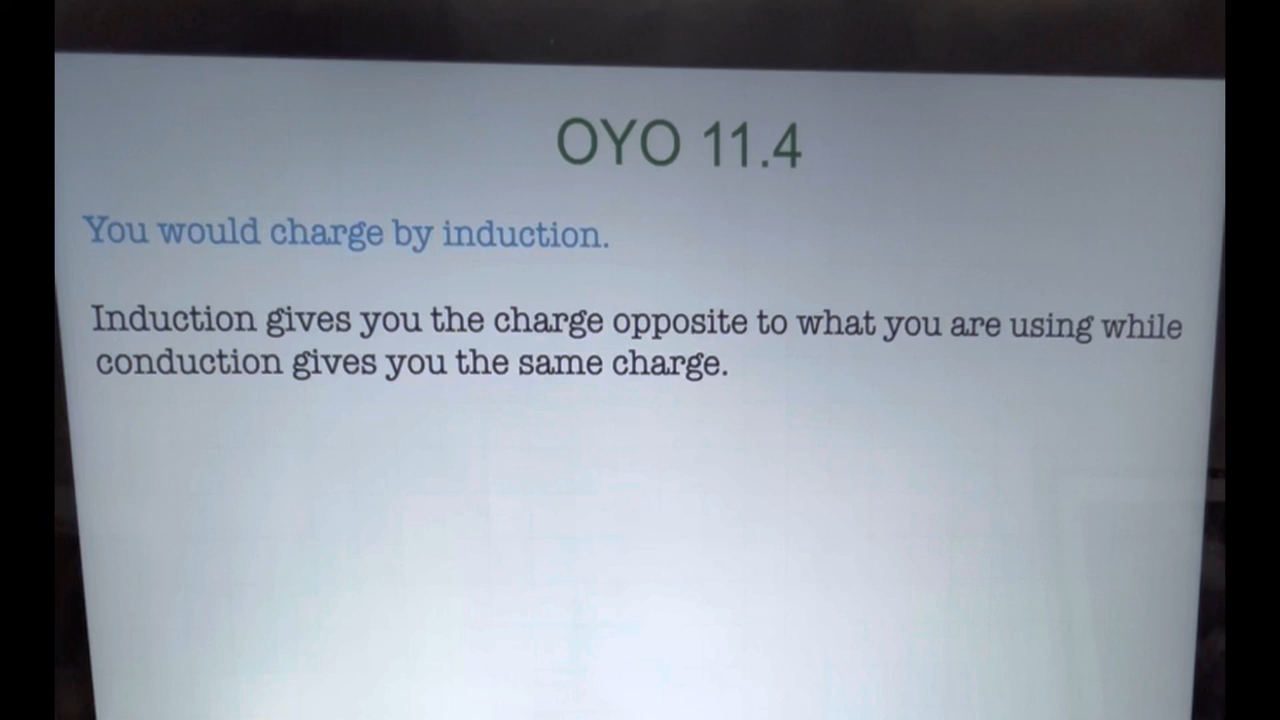 OYO 11.4
You would charge by induction.
Induction gives you the charge opposite to what you are using while
conduction gives you the same charge.